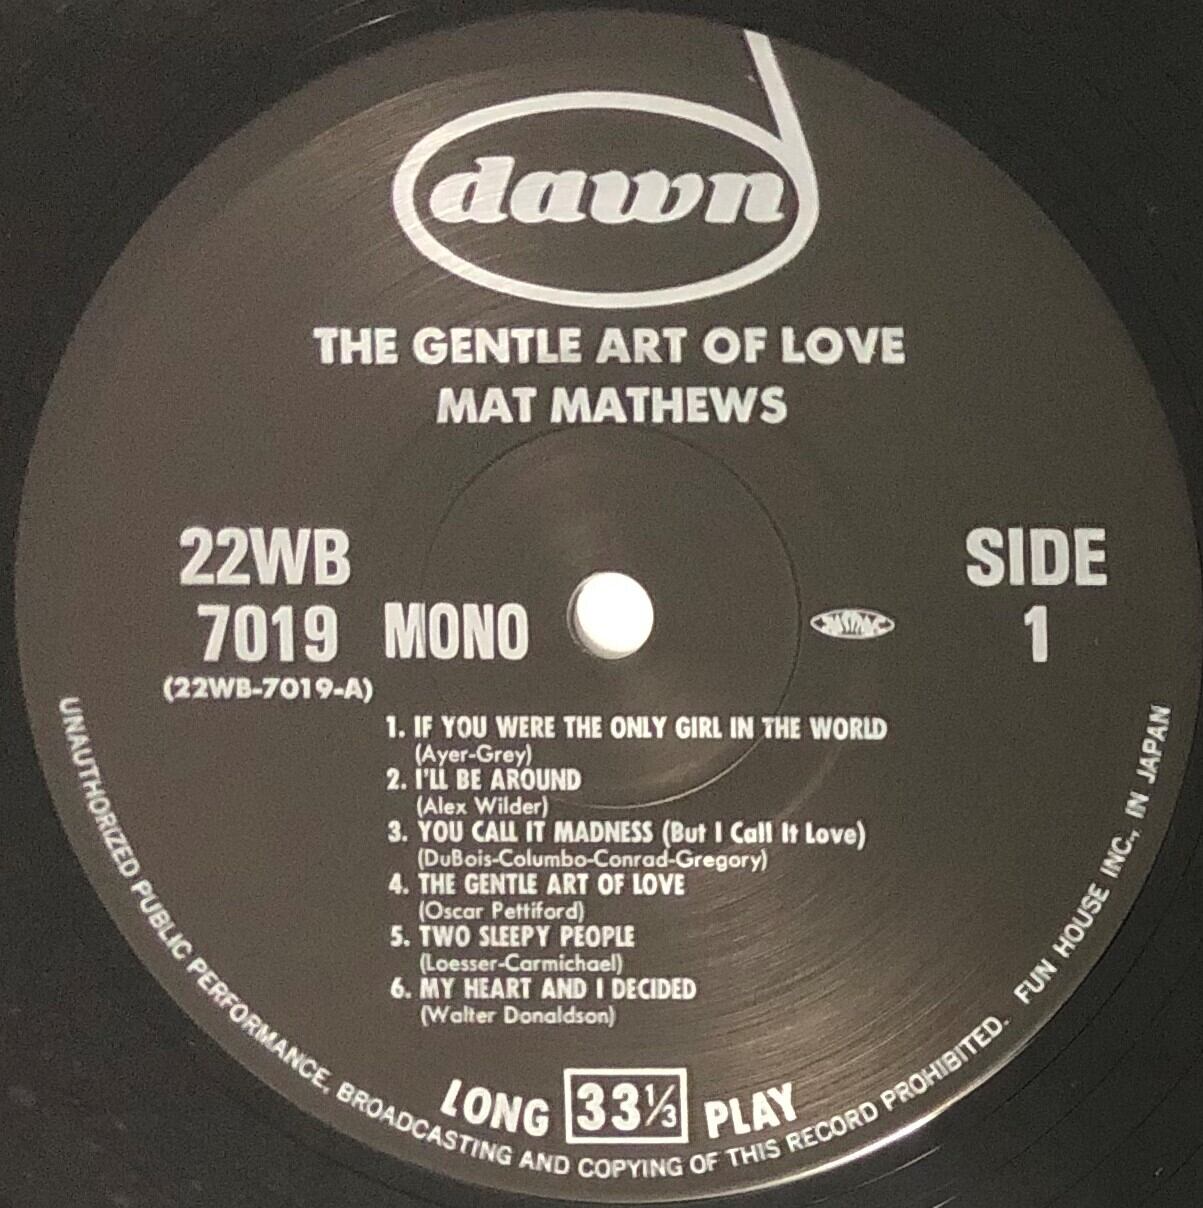 dawn
THE GENTLE ART OF LOVE
MAT MATHEWS
22WB
7019
(22WB-7019-A)
MONO
SIDE
1
1. IF YOU WERE THE ONLY GIRL IN THE WORLD
(Ayer-Grey)
2. I'LL BE AROUND
(Alex Wilder)
3. YOU CALL IT MADNESS (But I Call It Love)
(DuBois-Columbo-Conrad-Gregory)
4. THE GENTLE ART OF LOVE
(Oscar Pettiford)
5. TWO SLEEPY PEOPLE
(Loesser-Carmichael)
6. MY HEART AND I DECIDED
(Walter Donaldson)
LONG 33⅓ PLAY
UNAUTHORIZED PUBLIC PERFORMANCE, BROADCASTING AND COPYING OF THIS RECORD PROHIBITED. FUN HOUSE INC., IN JAPAN